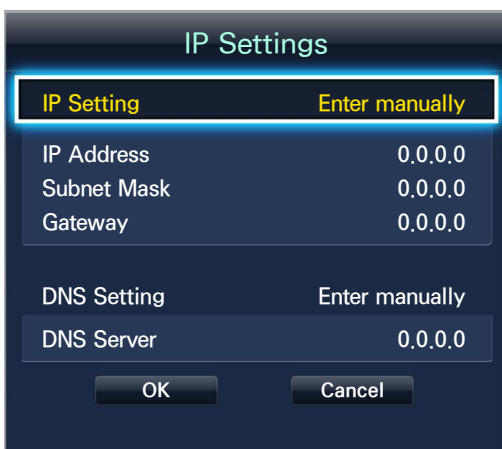 IP Settings
IP Setting Enter manually
IP Address 0.0.0.0
Subnet Mask 0.0.0.0
Gateway 0.0.0.0
DNS Setting Enter manually
DNS Server 0.0.0.0
OK Cancel